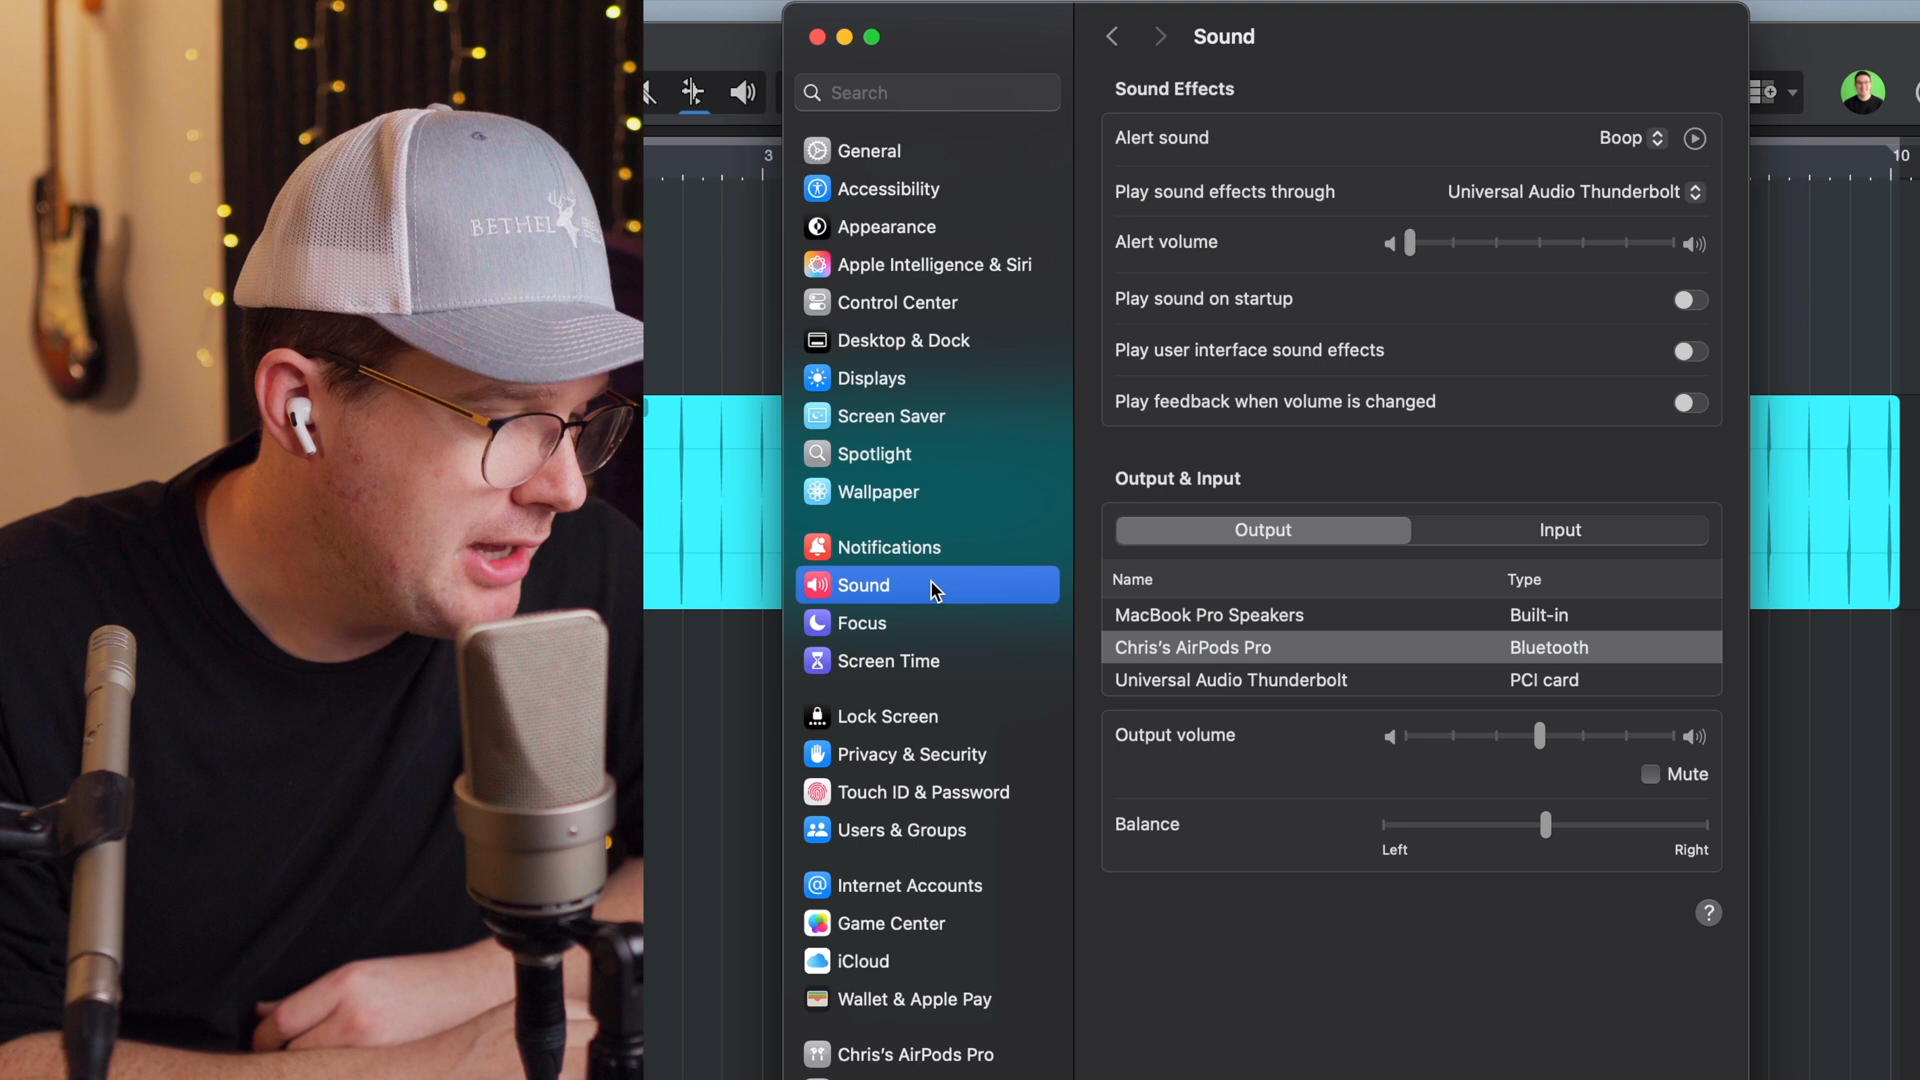 BETHEL
3
10
Search
General
Accessibility
Appearance
Apple Intelligence & Siri
Control Center
Desktop & Dock
Displays
Screen Saver
Spotlight
Wallpaper
Notifications
Sound
Focus
Screen Time
Lock Screen
Privacy & Security
Touch ID & Password
Users & Groups
Internet Accounts
Game Center
iCloud
Wallet & Apple Pay
Chris's AirPods Pro
Sound
Sound Effects
Alert sound Boop
Play sound effects through Universal Audio Thunderbolt
Alert volume
Play sound on startup
Play user interface sound effects
Play feedback when volume is changed
Output & Input
Output Input
Name Type
MacBook Pro Speakers Built-in
Chris's AirPods Pro Bluetooth
Universal Audio Thunderbolt PCI card
Output volume
Mute
Balance
Left Right
?